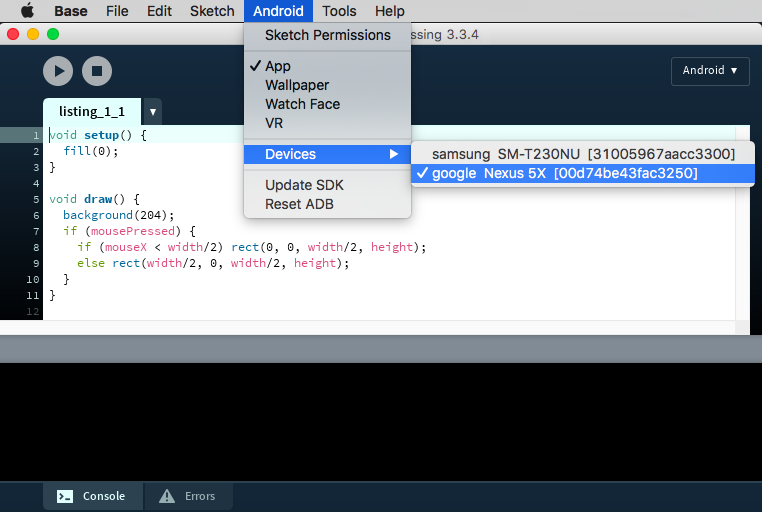 Base File Edit Sketch Android Tools Help
Sketch Permissions
essing 3.3.4
App
Wallpaper
Watch Face
VR
Devices
samsung SM-T230NU [31005967aacc3300]
google Nexus 5X [00d74be43fac3250]
Update SDK
Reset ADB
Android ▾
listing_1_1 ▾
1 void setup() {
2   fill(0);
3 }
4
5 void draw() {
6   background(204);
7   if (mousePressed) {
8     if (mouseX < width/2) rect(0, 0, width/2, height);
9     else rect(width/2, 0, width/2, height);
10   }
11 }
12
Console
Errors